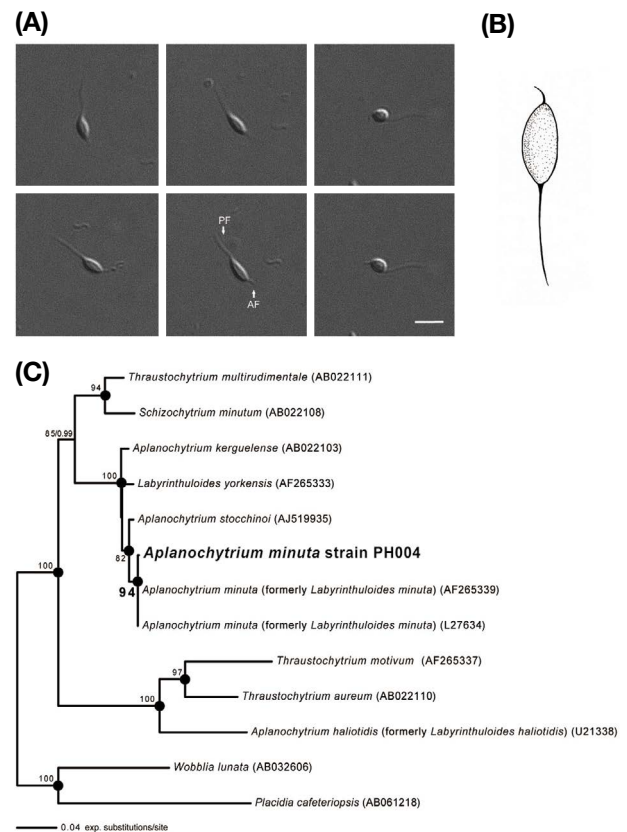 (A)
(B)
PF
AF
(C)
94
Thraustochytrium multirudimentale (AB022111)
85/0.99
Schizochytrium minutum (AB022108)
Aplanochytrium kerguelense (AB022103)
100
Labyrinthuloides yorkensis (AF265333)
Aplanochytrium stocchinoi (AJ519935)
82
Aplanochytrium minuta strain PH004
94
Aplanochytrium minuta (formerly Labyrinthuloides minuta) (AF265339)
100
Aplanochytrium minuta (formerly Labyrinthuloides minuta) (L27634)
Thraustochytrium motivum (AF265337)
97
Thraustochytrium aureum (AB022110)
100
Aplanochytrium haliotidis (formerly Labyrinthuloides haliotidis) (U21338)
Wobblia lunata (AB032606)
100
Placidia cafeteriopsis (AB061218)
0.04 exp. substitutions/site